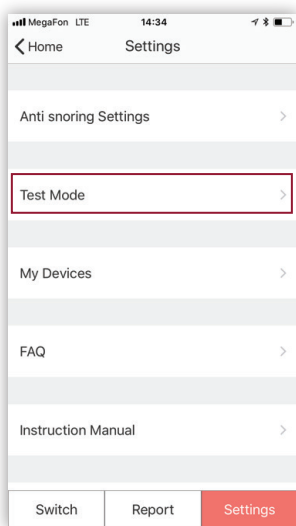 MegaFon LTE 14:34
Home Settings
Anti snoring Settings
Test Mode
My Devices
FAQ
Instruction Manual
Switch Report Settings